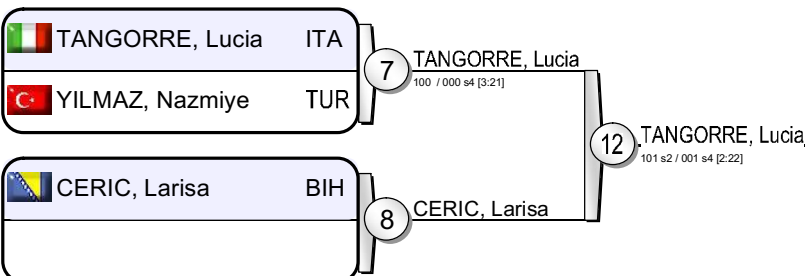 TANGORRE, Lucia ITA
YILMAZ, Nazmiye TUR
7
TANGORRE, Lucia
100 / 000 s4 [3:21]
CERIC, Larisa BIH
8
CERIC, Larisa
12
TANGORRE, Lucia
101 s2 / 001 s4 [2:22]